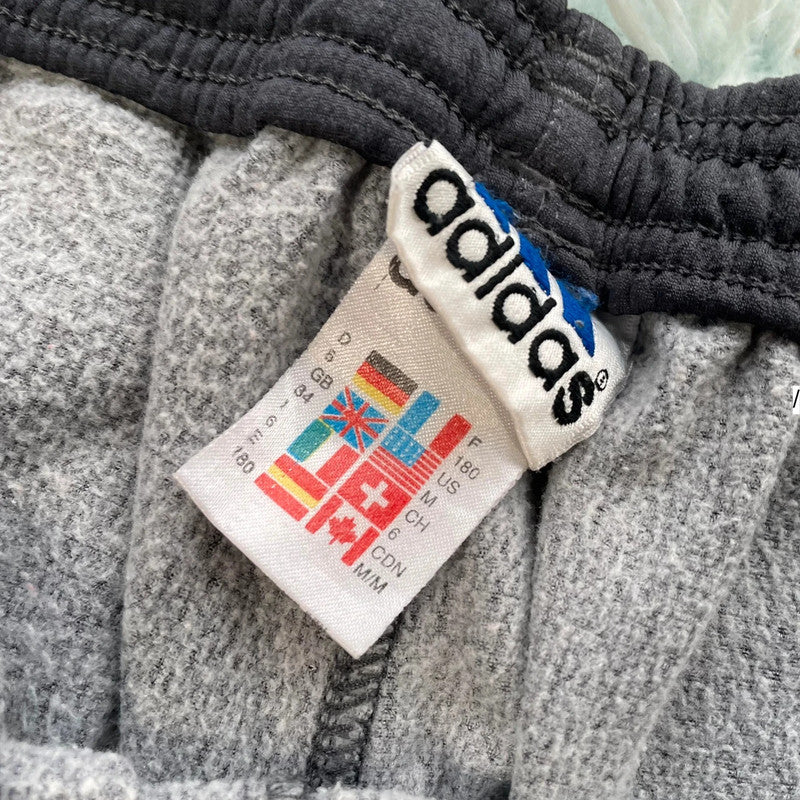 adidas®
D
6
GB
34
I
6
E
180
F
180
US
M
CH
6
CDN
M/M